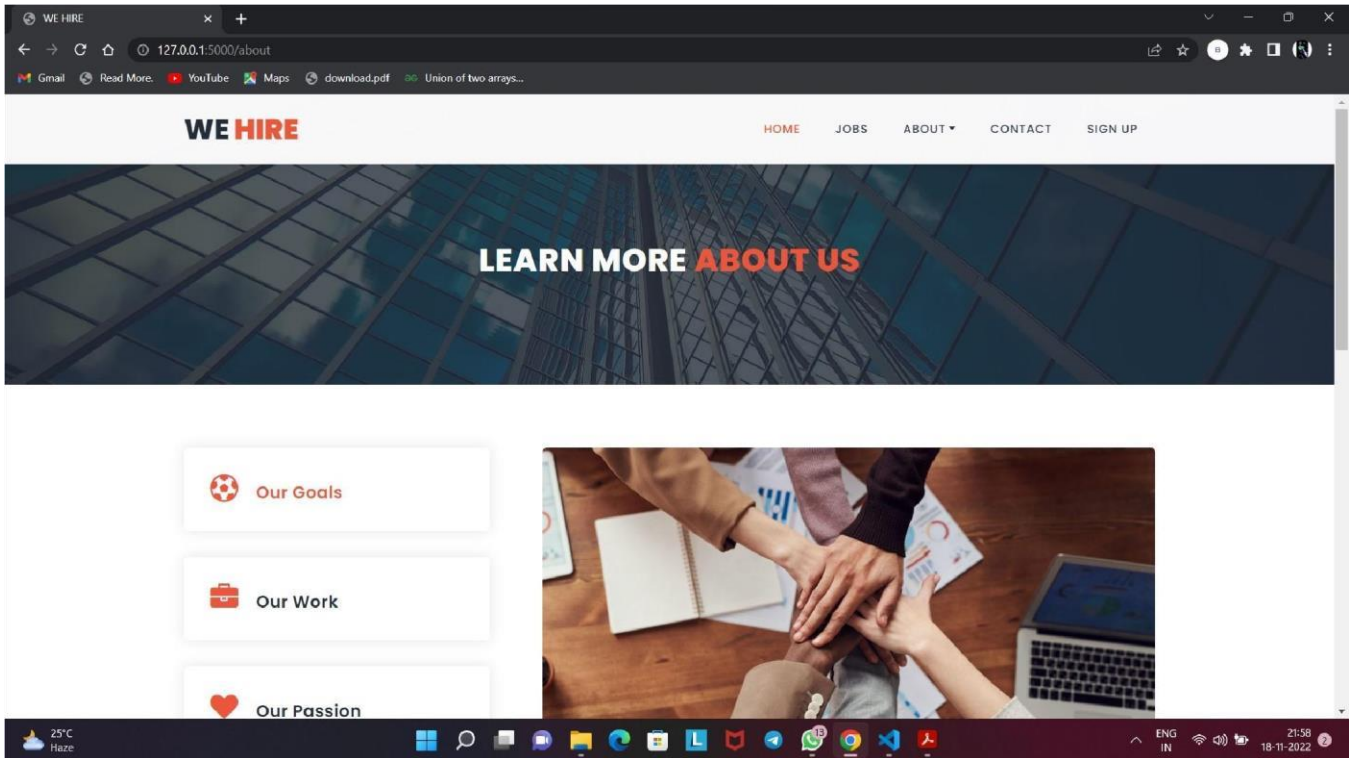 WE HIRE
127.0.0.1:5000/about
Gmail Read More. YouTube Maps download.pdf Union of two arrays...
WE HIRE HOME JOBS ABOUT CONTACT SIGN UP
LEARN MORE ABOUT US
Our Goals
Our Work
Our Passion
25°C
Haze
L
13
ENG
IN
21:58
18-11-2022
2